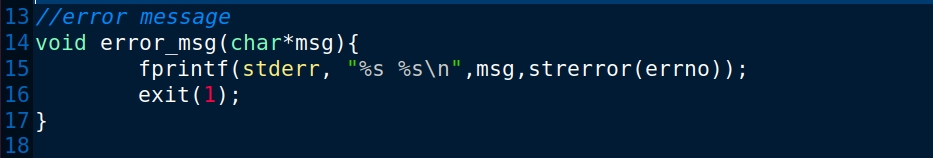 13 //error message
14 void error_msg(char*msg){
15         fprintf(stderr, "%s %s\n",msg,strerror(errno));
16         exit(1);
17 }
18